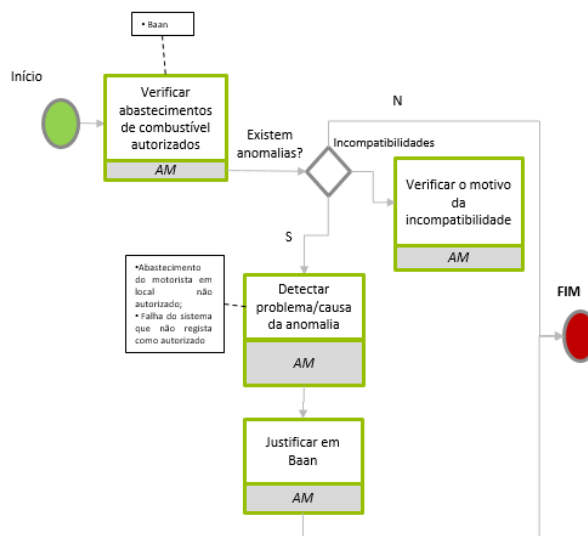 • Baan
Início
Verificar
abastecimentos
de combustível
autorizados
AM
Existem
anomalias?
N
Incompatibilidades
Verificar o motivo
da
incompatibilidade
AM
S
•Abastecimento
do motorista em
local não
autorizado;
• Falha do sistema
que não regista
como autorizado
Detectar
problema/causa
da anomalia
AM
FIM
Justificar em
Baan
AM